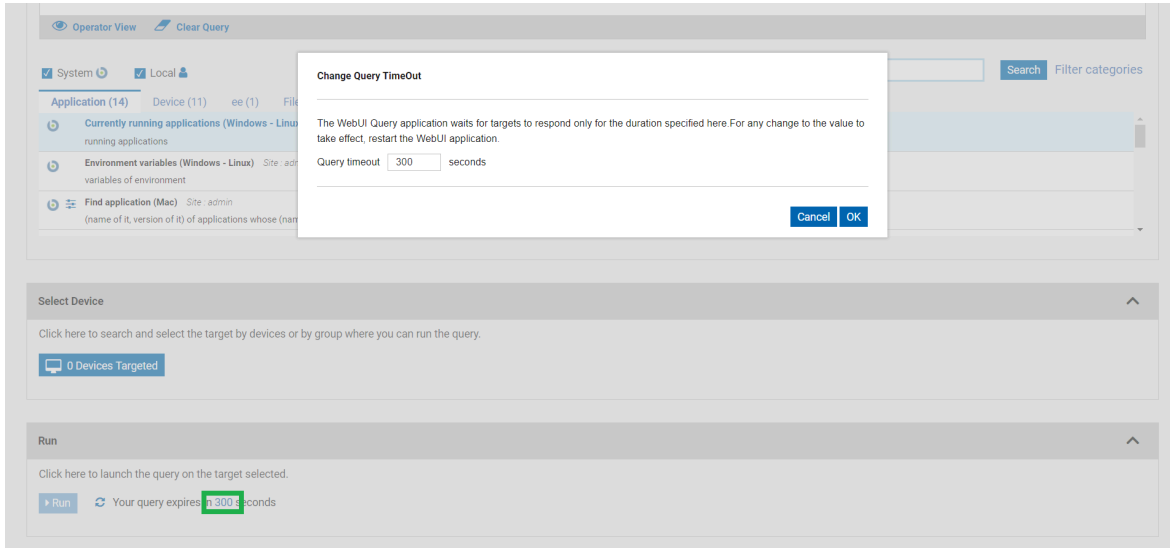 Operator View Clear Query
System Local Search Filter categories
Change Query TimeOut
Application (14) Device (11) ee (1) File
Currently running applications (Windows - Linux
running applications
The WebUI Query application waits for targets to respond only for the duration specified here.For any change to the value to
take effect, restart the WebUI application.
Environment variables (Windows - Linux) Site : adm
variables of environment
Query timeout 300 seconds
Find application (Mac) Site : admin
(name of it, version of it) of applications whose (nam
Cancel OK
Select Device
Click here to search and select the target by devices or by group where you can run the query.
0 Devices Targeted
Run
Click here to launch the query on the target selected.
Run Your query expires in 300 seconds